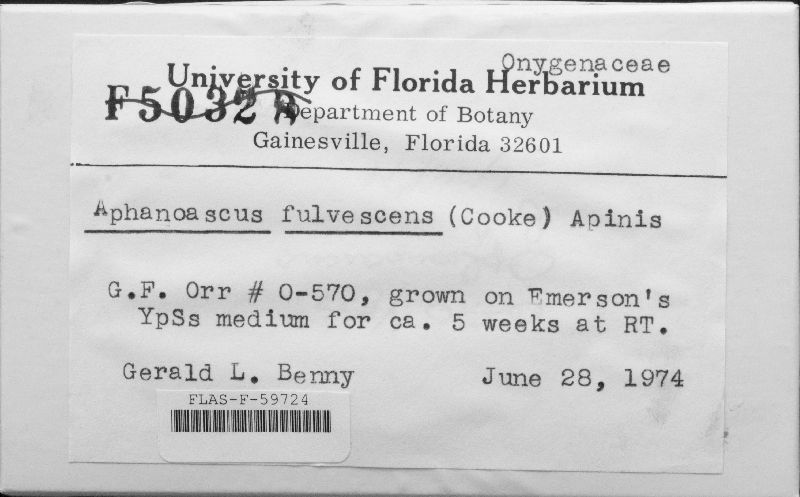 Onygenaceae
University of Florida Herbarium
F5032
Department of Botany
Gainesville, Florida 32601
Aphanoascus fulvescens (Cooke) Apinis
G.F. Orr # O-570, grown on Emerson's
YpSs medium for ca. 5 weeks at RT.
Gerald L. Benny June 28, 1974
FLAS-F-59724